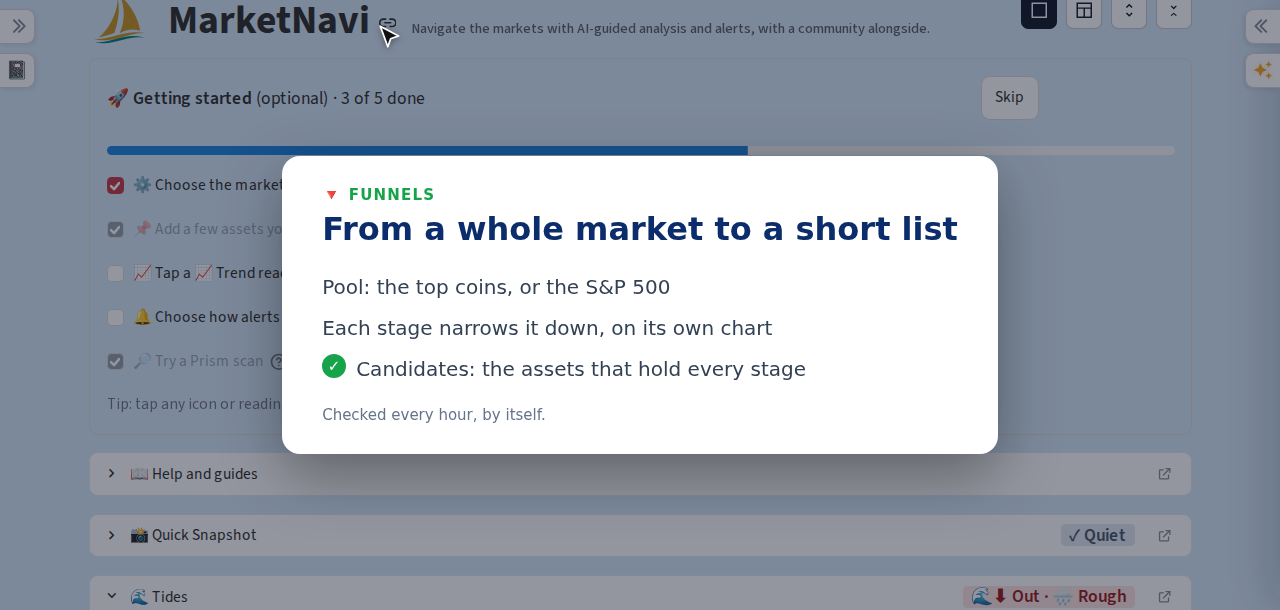 MarketNavi
Navigate the markets with AI-guided analysis and alerts, with a community alongside.
Getting started (optional) · 3 of 5 done
Skip
Choose the market
Add a few assets yo
Tap a Trend read
Choose how alerts
Try a Prism scan
Tip: tap any icon or readin
FUNNELS
From a whole market to a short list
Pool: the top coins, or the S&P 500
Each stage narrows it down, on its own chart
Candidates: the assets that hold every stage
Checked every hour, by itself.
Help and guides
Quick Snapshot
✓ Quiet
Tides
Out · Rough